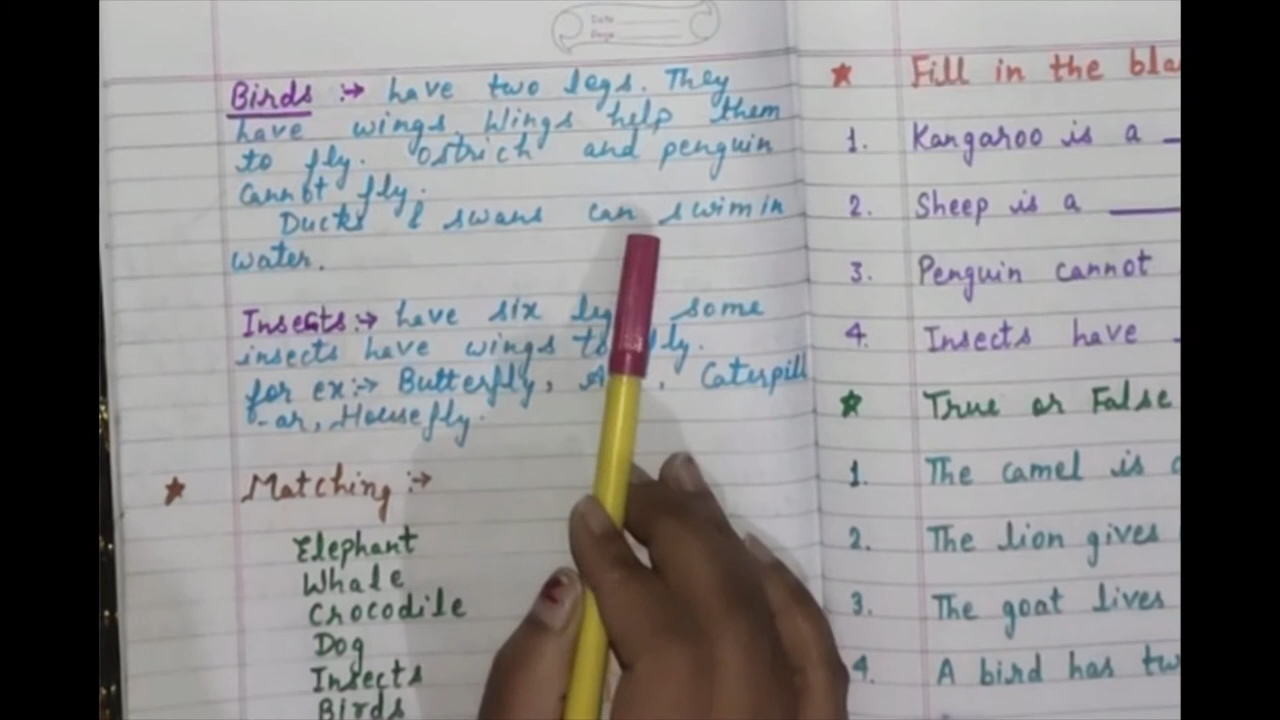 Date
Page
Birds :→ have two legs. They
have wings. Wings help them
to fly. Ostrich and penguin
cannot fly.
Ducks & swans can swim in
water.
Insects :→ have six some
insects have wings to
for ex :→ Butterfly, Caterpill
-ar, Housefly.
★ Matching :→
Elephant
Whale
Crocodile
Dog
Insects
Birds
★ Fill in the
1. Kangaroo is a
2. Sheep is a
3. Penguin cannot
4. Insects have
★ True or False
1. The camel is
2. The lion gives
3. The goat lives
4. A bird has